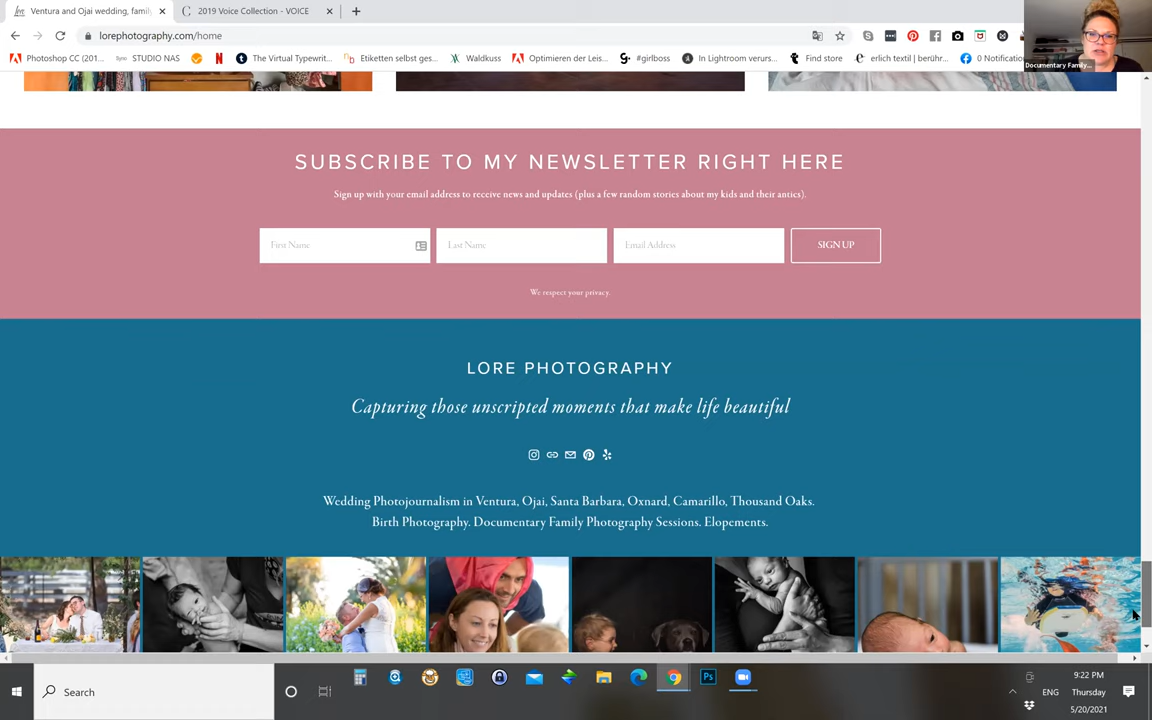 Ventura and Ojai wedding, family
2019 Voice Collection - VOICE
lorephotography.com/home
Photoshop CC (201...
STUDIO NAS
The Virtual Typewrit...
Etiketten selbst ges...
Waldkuss
Optimieren der Leis...
#girlboss
In Lightroom verurs...
Find store
erlich textil | berühr...
0 Notification
Documentary Family...
SUBSCRIBE TO MY NEWSLETTER RIGHT HERE
Sign up with your email address to receive news and updates (plus a few random stories about my kids and their antics).
First Name
Last Name
Email Address
SIGN UP
We respect your privacy.
LORE PHOTOGRAPHY
Capturing those unscripted moments that make life beautiful
Wedding Photojournalism in Ventura, Ojai, Santa Barbara, Oxnard, Camarillo, Thousand Oaks.
Birth Photography. Documentary Family Photography Sessions. Elopements.
Search
9:22 PM
ENG
Thursday
5/20/2021